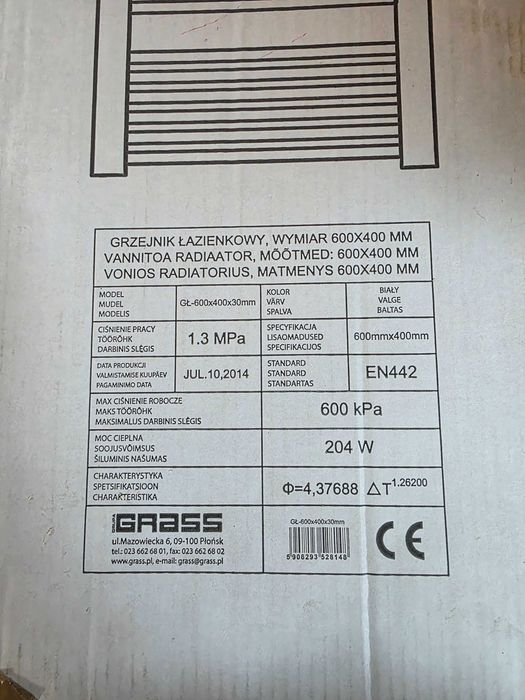 GRZEJNIK ŁAZIENKOWY, WYMIAR 600X400 MM
VANNITOA RADIAATOR, MÕÕTMED: 600X400 MM
VONIOS RADIATORIUS, MATMENYS 600X400 MM
MODEL
MUDEL
MODELIS
GŁ-600x400x30mm
KOLOR
VÄRV
SPALVA
BIAŁY
VALGE
BALTAS
CIŚNIENIE PRACY
TÖÖRÕHK
DARBINIS SLĖGIS
1.3 MPa
SPECYFIKACJA
LISAOMADUSED
SPECIFIKACIJOS
600mmx400mm
DATA PRODUKCJI
VALMISTAMISE KUUPÄEV
PAGAMINIMO DATA
JUL.10,2014
STANDARD
STANDARD
STANDARTAS
EN442
MAX CIŚNIENIE ROBOCZE
MAKS TÖÖRÕHK
MAKSIMALUS DARBINIS SLĖGIS
600 kPa
MOC CIEPLNA
SOOJUSVÕIMSUS
ŠILUMINIS NAŠUMAS
204 W
CHARAKTERYSTYKA
SPETSIFIKATSIOON
CHARAKTERISTIKA
Φ=4,37688 △T1.26200
GRASS
ul.Mazowiecka 6, 09-100 Płońsk
tel.: 023 662 68 01, fax: 023 662 68 02
www.grass.pl, e-mail: grass@grass.pl
GŁ-600x400x30mm
5 908293 528148
CE